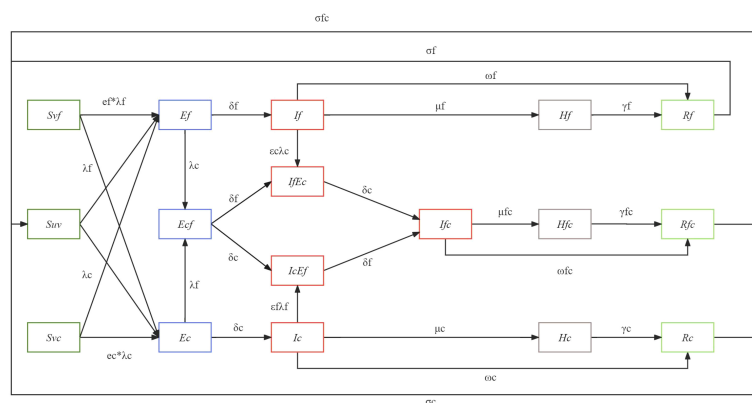 σfc
σf
ωf
ef*λf
δf
μf
γf
Svf
Ef
If
Hf
Rf
λf
λc
εcλc
IfEc
δc
δf
Suv
Ecf
Ifc
μfc
Hfc
γfc
Rfc
δc
IcEf
δf
ωfc
λc
λf
εfλf
δc
μc
γc
Svc
Ec
Ic
Hc
Rc
ec*λc
ωc
σc